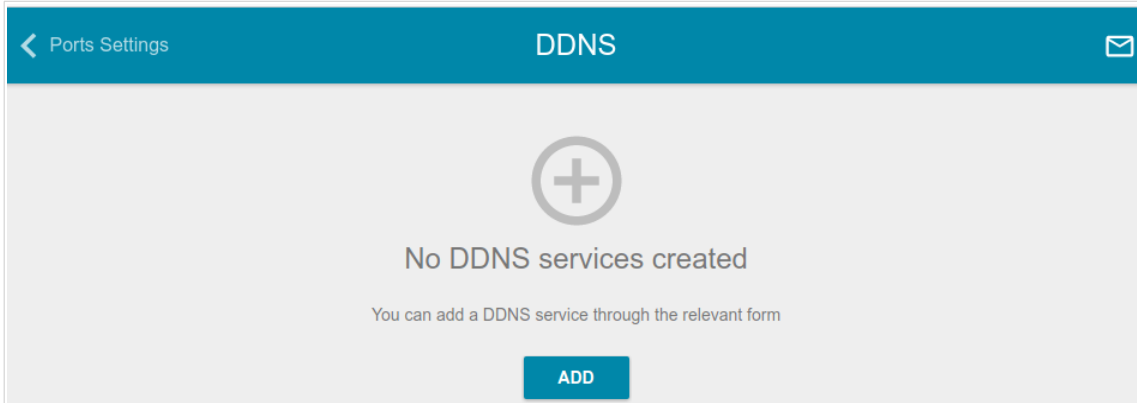 Ports Settings
DDNS
No DDNS services created
You can add a DDNS service through the relevant form
ADD